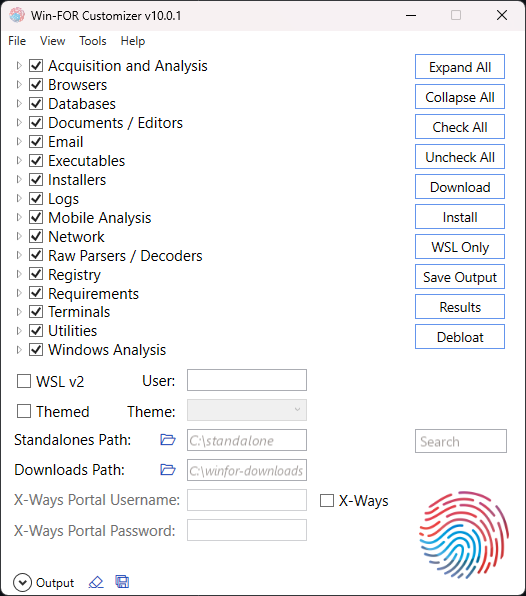 Win-FOR Customizer v10.0.1
File View Tools Help
Acquisition and Analysis
Browsers
Databases
Documents / Editors
Email
Executables
Installers
Logs
Mobile Analysis
Network
Raw Parsers / Decoders
Registry
Requirements
Terminals
Utilities
Windows Analysis
Expand All
Collapse All
Check All
Uncheck All
Download
Install
WSL Only
Save Output
Results
Debloat
WSL v2 User:
Themed Theme:
Standalones Path: C:\standalone Search
Downloads Path: C:\winfor-downloads
X-Ways Portal Username: X-Ways
X-Ways Portal Password:
Output